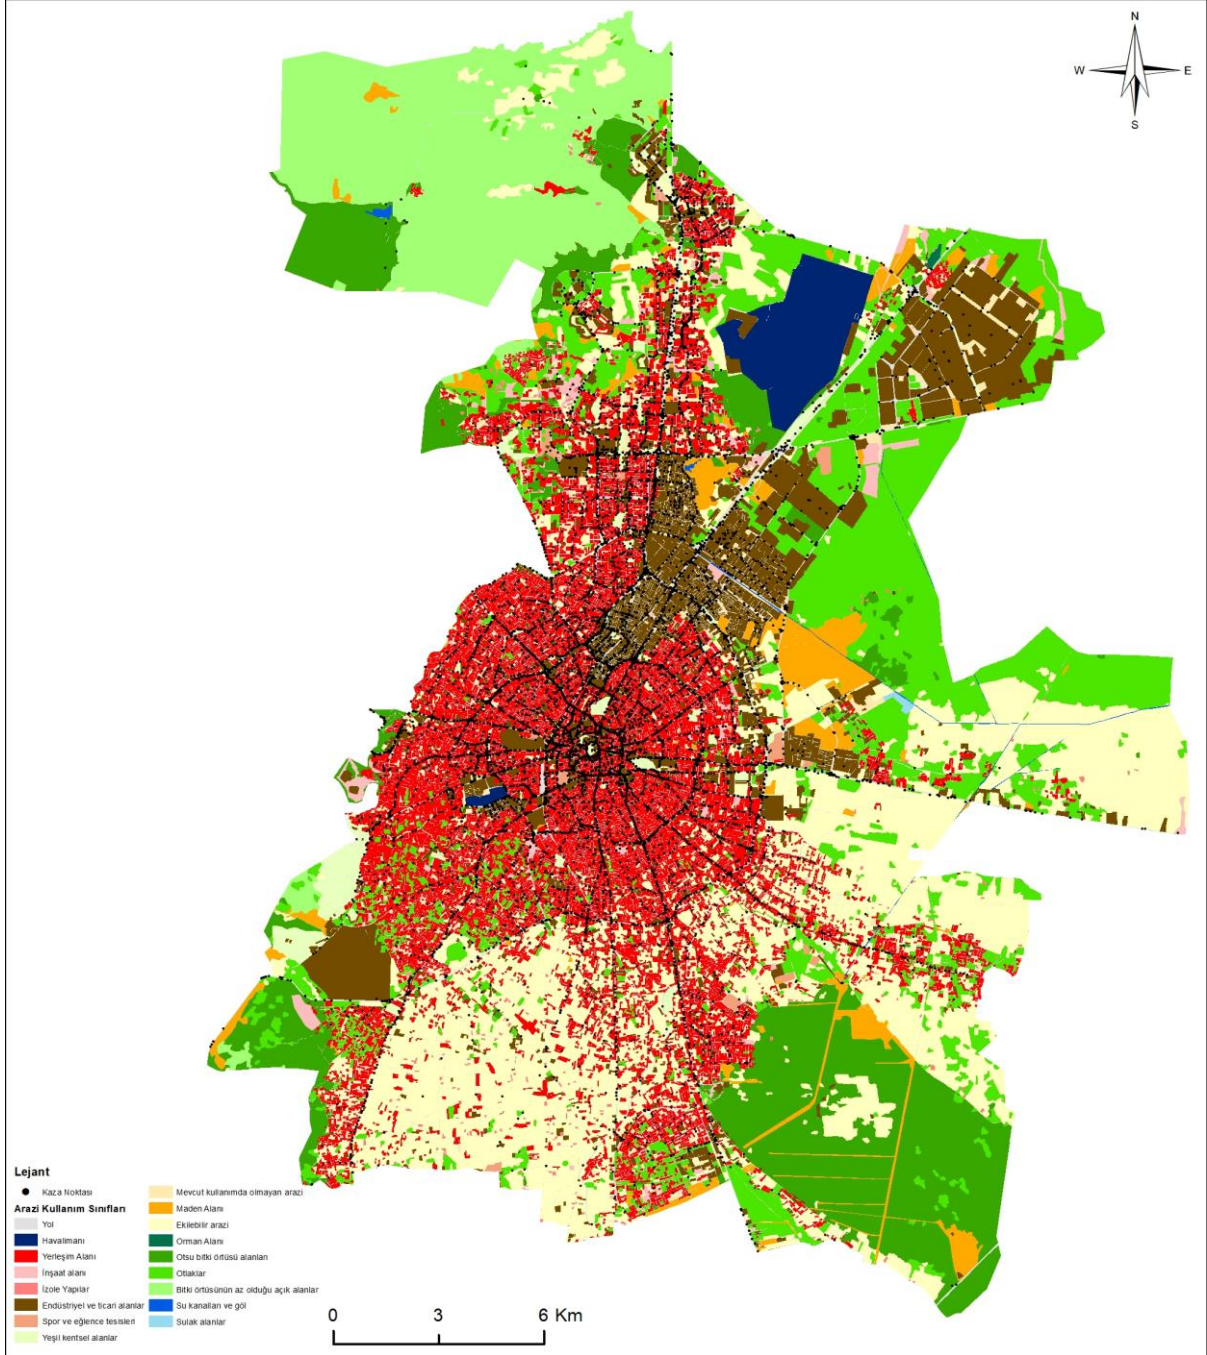 N
W E
S
Lejant
Kaza Noktası
Arazi Kullanım Sınıfları
Yol
Havalimanı
Yerleşim Alanı
İnşaat alanı
İzole Yapılar
Endüstriyel ve ticari alanlar
Spor ve eğlence tesisleri
Yeşil kentsel alanlar
Mevcut kullanımda olmayan arazi
Maden Alanı
Ekilebilir arazi
Orman Alanı
Otsu bitki örtüsü alanları
Otlaklar
Bitki örtüsünün az olduğu açık alanlar
Su kanalları ve göl
Sulak alanlar
0 3 6 Km